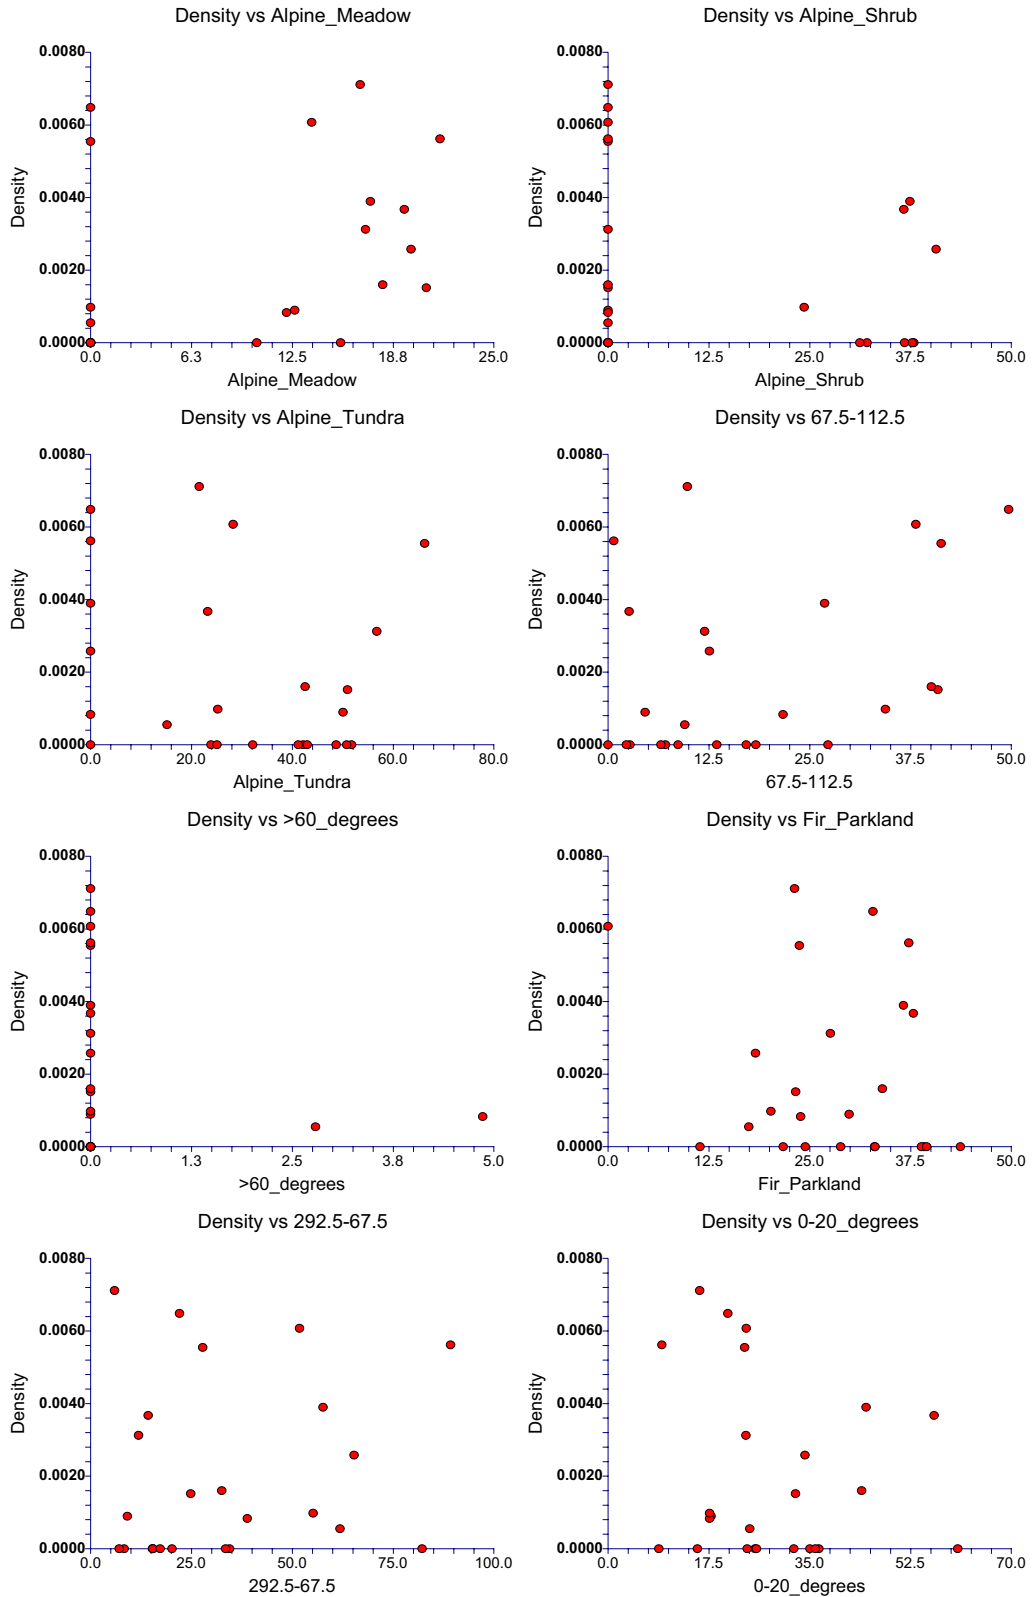 Density vs Alpine_Meadow
0.0080
0.0060
0.0040
0.0020
0.0000
Density
0.0 6.3 12.5 18.8 25.0
Alpine_Meadow
Density vs Alpine_Shrub
0.0080
0.0060
0.0040
0.0020
0.0000
Density
0.0 12.5 25.0 37.5 50.0
Alpine_Shrub
Density vs Alpine_Tundra
0.0080
0.0060
0.0040
0.0020
0.0000
Density
0.0 20.0 40.0 60.0 80.0
Alpine_Tundra
Density vs 67.5-112.5
0.0080
0.0060
0.0040
0.0020
0.0000
Density
0.0 12.5 25.0 37.5 50.0
67.5-112.5
Density vs >60_degrees
0.0080
0.0060
0.0040
0.0020
0.0000
Density
0.0 1.3 2.5 3.8 5.0
>60_degrees
Density vs Fir_Parkland
0.0080
0.0060
0.0040
0.0020
0.0000
Density
0.0 12.5 25.0 37.5 50.0
Fir_Parkland
Density vs 292.5-67.5
0.0080
0.0060
0.0040
0.0020
0.0000
Density
0.0 25.0 50.0 75.0 100.0
292.5-67.5
Density vs 0-20_degrees
0.0080
0.0060
0.0040
0.0020
0.0000
Density
0.0 17.5 35.0 52.5 70.0
0-20_degrees